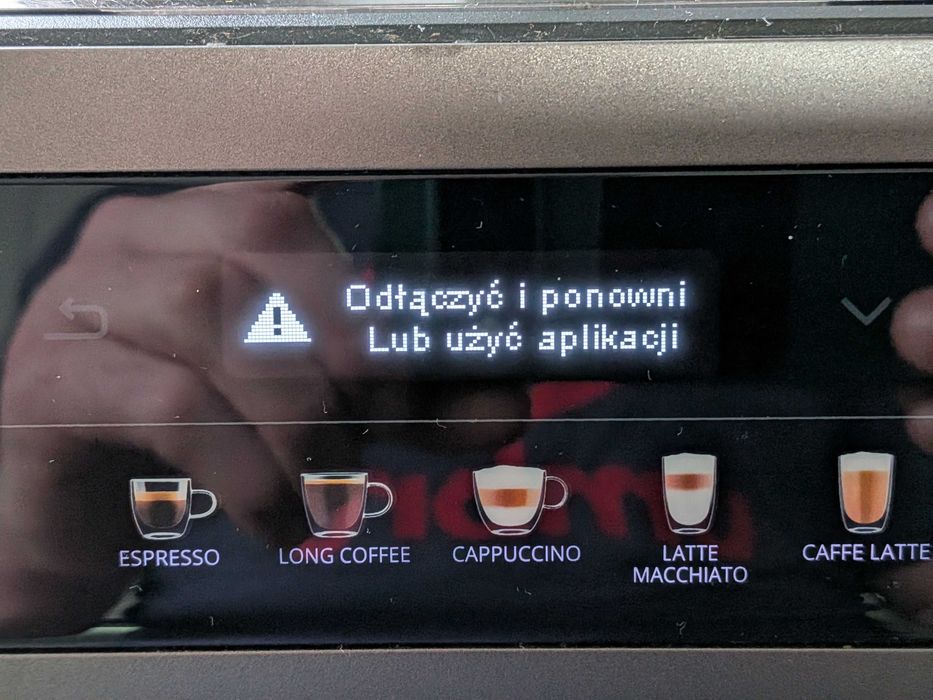 Odłączyć i ponowni
Lub użyć aplikacji
ESPRESSO
LONG COFFEE
CAPPUCCINO
LATTE
MACCHIATO
CAFFE LATTE